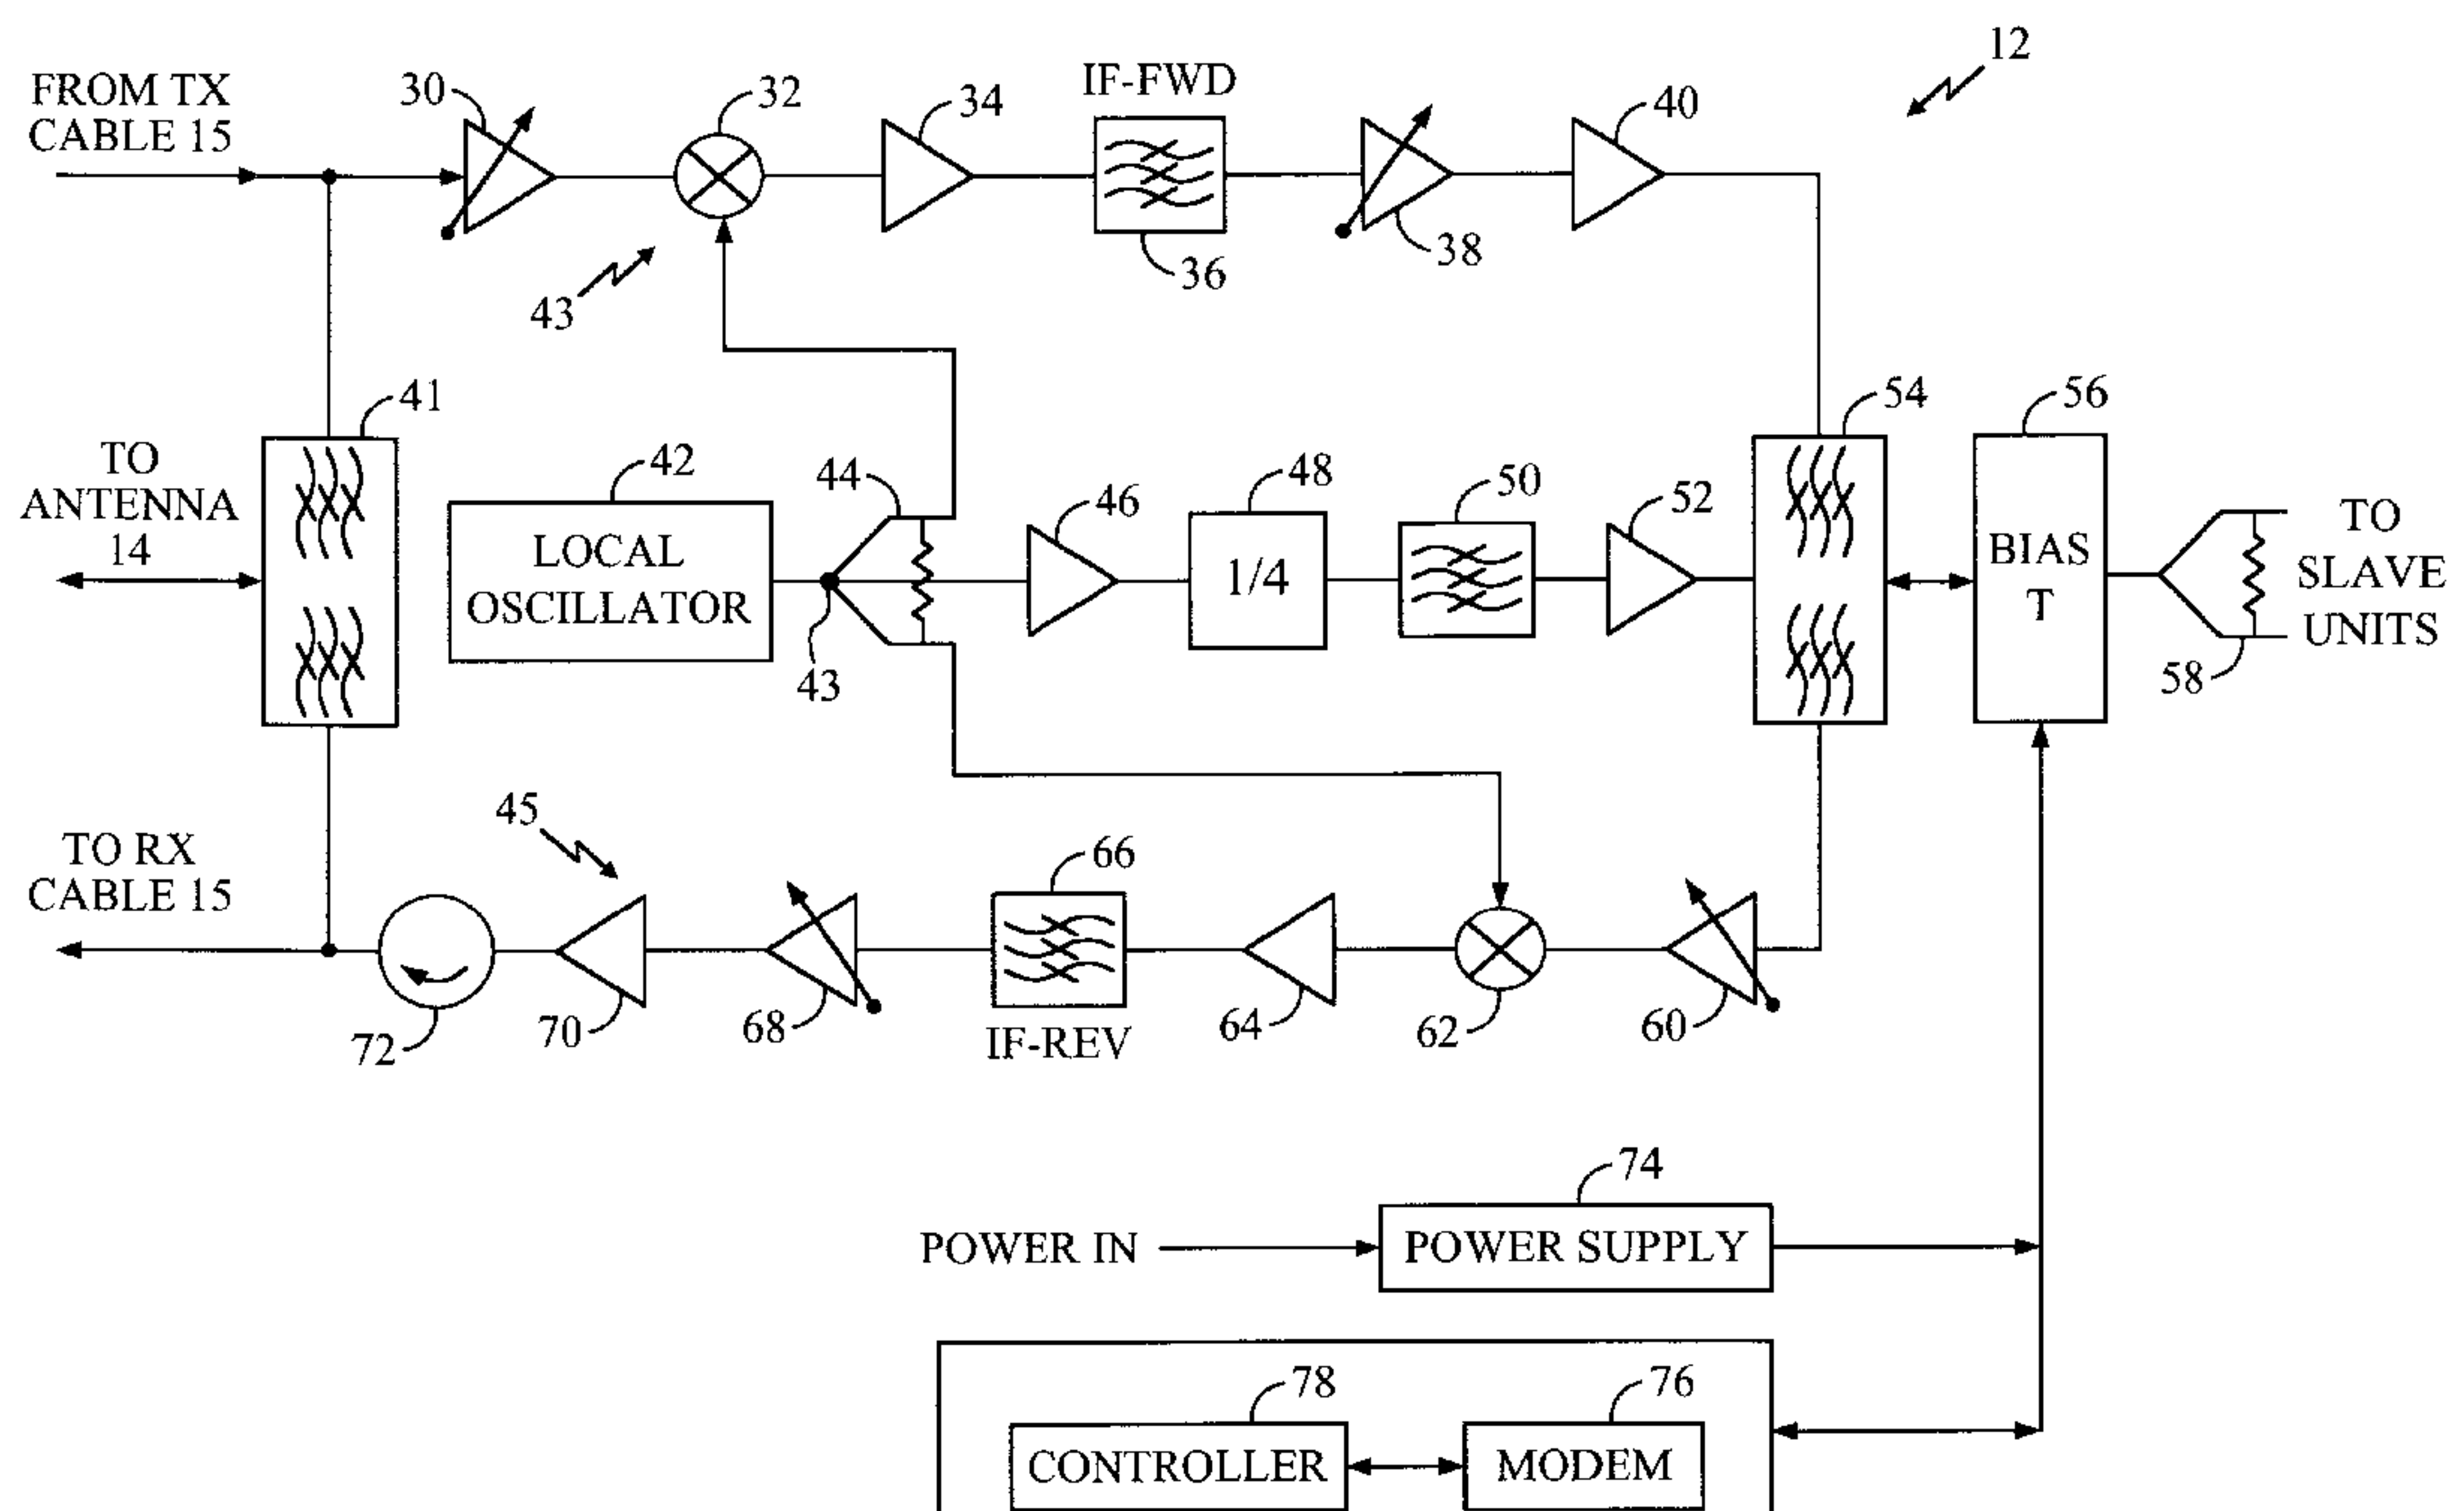 12
FROM TX
CABLE 15
30
32
34
IF-FWD
36
38
40
43
TO
ANTENNA
14
41
42
LOCAL
OSCILLATOR
44
43
46
48
1/4
50
52
54
56
BIAS
T
58
TO
SLAVE
UNITS
TO RX
CABLE 15
45
72
70
68
66
IF-REV
64
62
60
74
POWER IN
POWER SUPPLY
78
76
CONTROLLER
MODEM